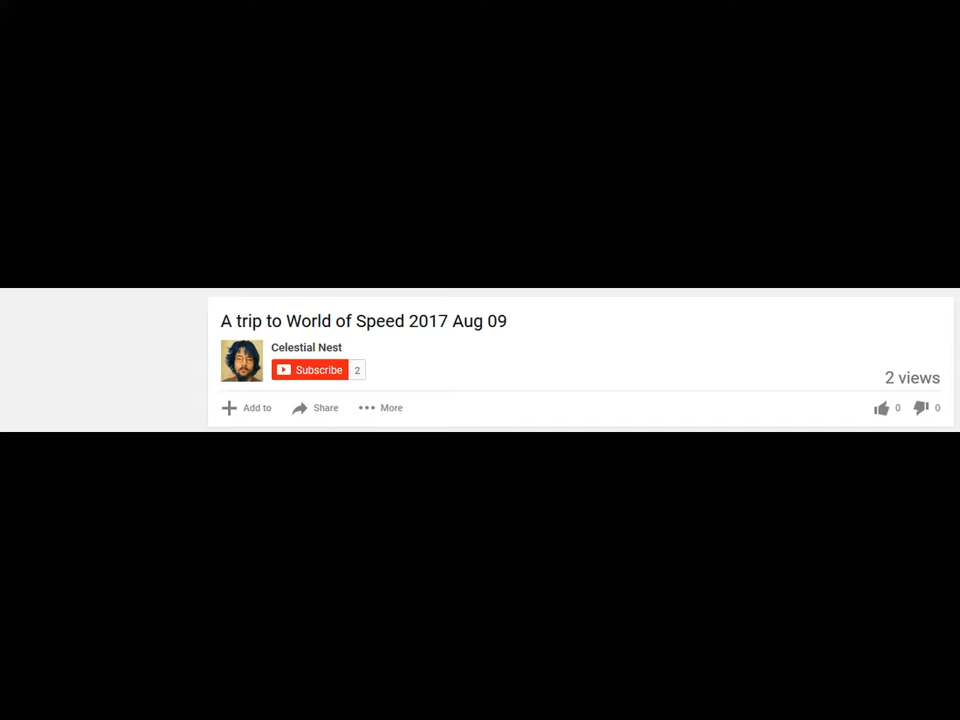 A trip to World of Speed 2017 Aug 09
Celestial Nest
Subscribe 2
2 views
Add to Share More 0 0